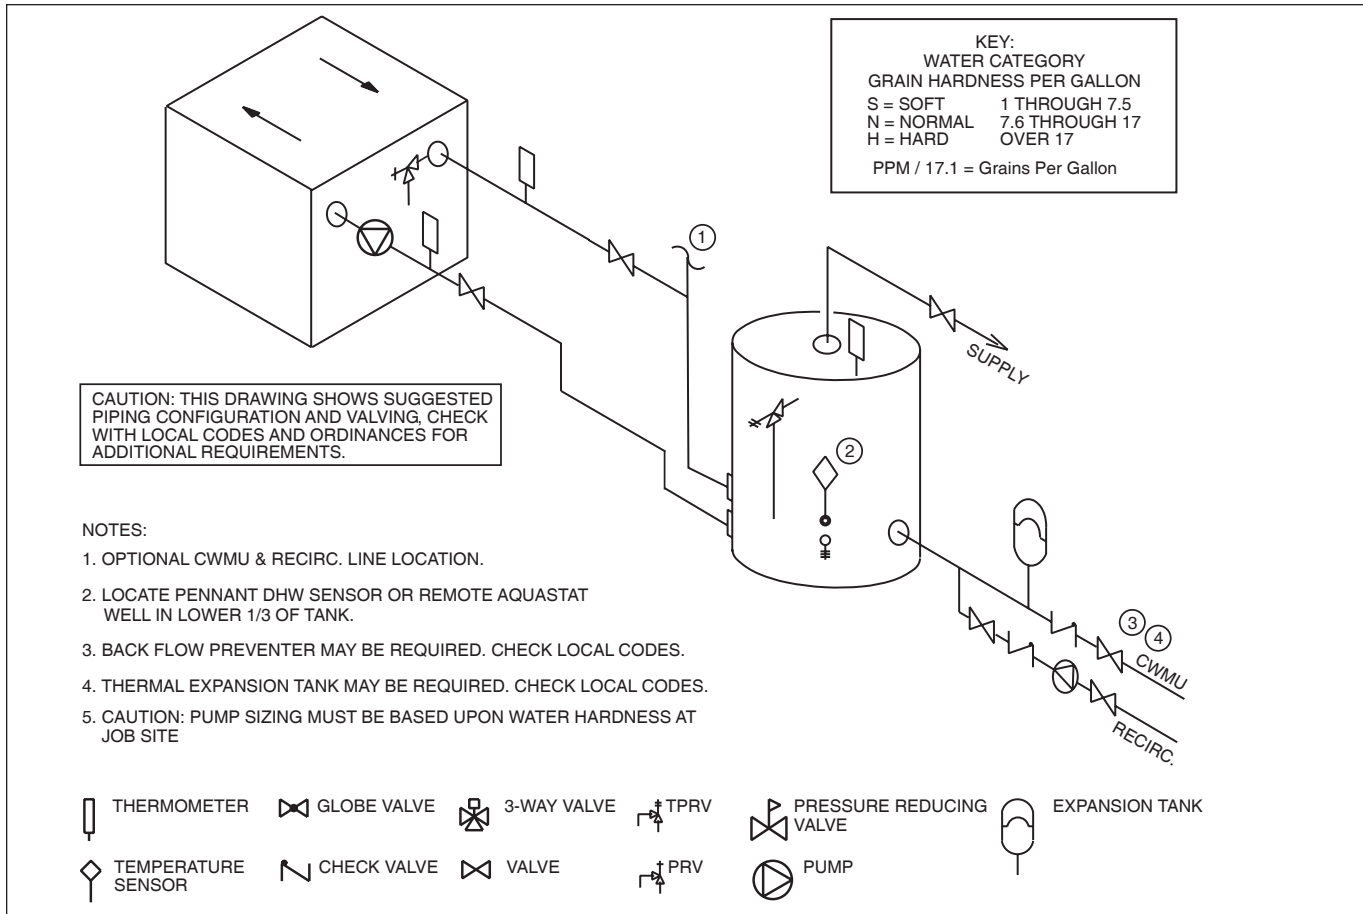 KEY:
WATER CATEGORY
GRAIN HARDNESS PER GALLON
S = SOFT 1 THROUGH 7.5
N = NORMAL 7.6 THROUGH 17
H = HARD OVER 17
PPM / 17.1 = Grains Per Gallon
1
SUPPLY
CAUTION: THIS DRAWING SHOWS SUGGESTED
PIPING CONFIGURATION AND VALVING, CHECK
WITH LOCAL CODES AND ORDINANCES FOR
ADDITIONAL REQUIREMENTS.
2
3
4
CWMU
RECIRC.
NOTES:
1. OPTIONAL CWMU & RECIRC. LINE LOCATION.
2. LOCATE PENNANT DHW SENSOR OR REMOTE AQUASTAT
WELL IN LOWER 1/3 OF TANK.
3. BACK FLOW PREVENTER MAY BE REQUIRED. CHECK LOCAL CODES.
4. THERMAL EXPANSION TANK MAY BE REQUIRED. CHECK LOCAL CODES.
5. CAUTION: PUMP SIZING MUST BE BASED UPON WATER HARDNESS AT
JOB SITE
THERMOMETER
GLOBE VALVE
3-WAY VALVE
TPRV
PRESSURE REDUCING
VALVE
EXPANSION TANK
TEMPERATURE
SENSOR
CHECK VALVE
VALVE
PRV
PUMP